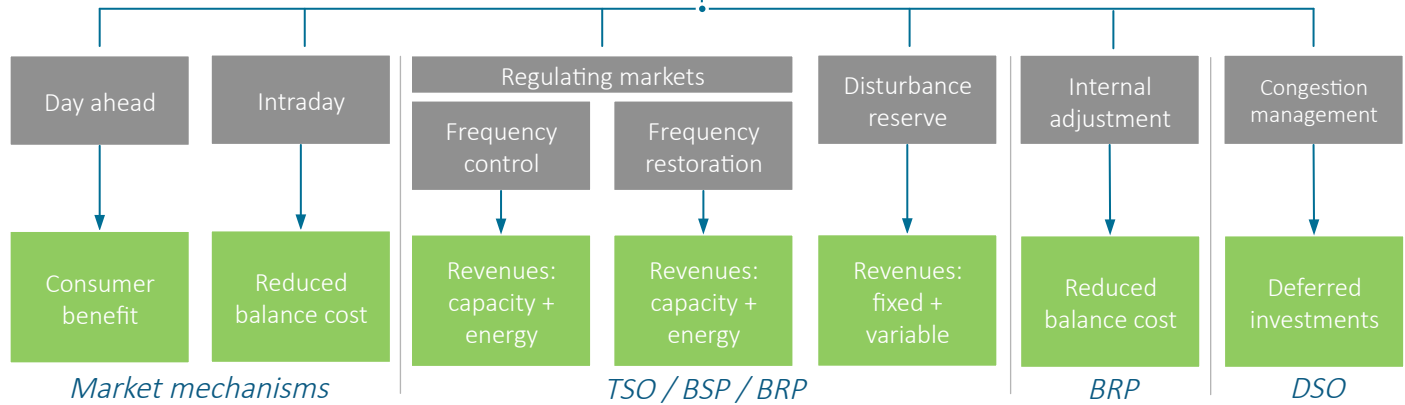 Day ahead
Intraday
Regulating markets
Frequency
control
Frequency
restoration
Disturbance
reserve
Internal
adjustment
Congestion
management
Consumer
benefit
Reduced
balance cost
Revenues:
capacity +
energy
Revenues:
capacity +
energy
Revenues:
fixed +
variable
Reduced
balance cost
Deferred
investments
Market mechanisms
TSO / BSP / BRP
BRP
DSO